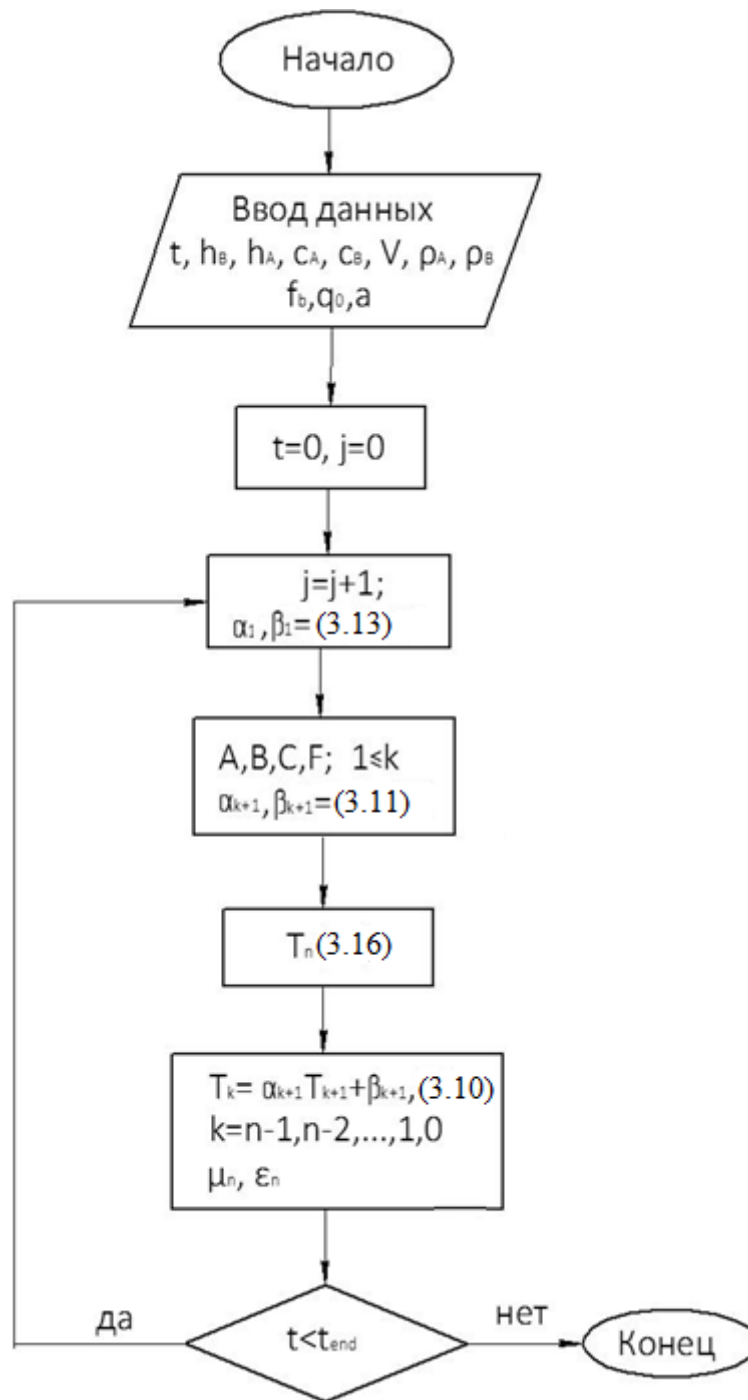 Начало
Ввод данных
t, hB, hA, cA, cB, V, ρA, ρB
fb,q0,a
t=0, j=0
j=j+1;
α1,β1=(3.13)
A,B,C,F; 1≤k
αk+1,βk+1=(3.11)
Tn(3.16)
Tk= αk+1Tk+1+βk+1,(3.10)
k=n-1,n-2,...,1,0
μn, εn
да
t<tend
нет
Конец